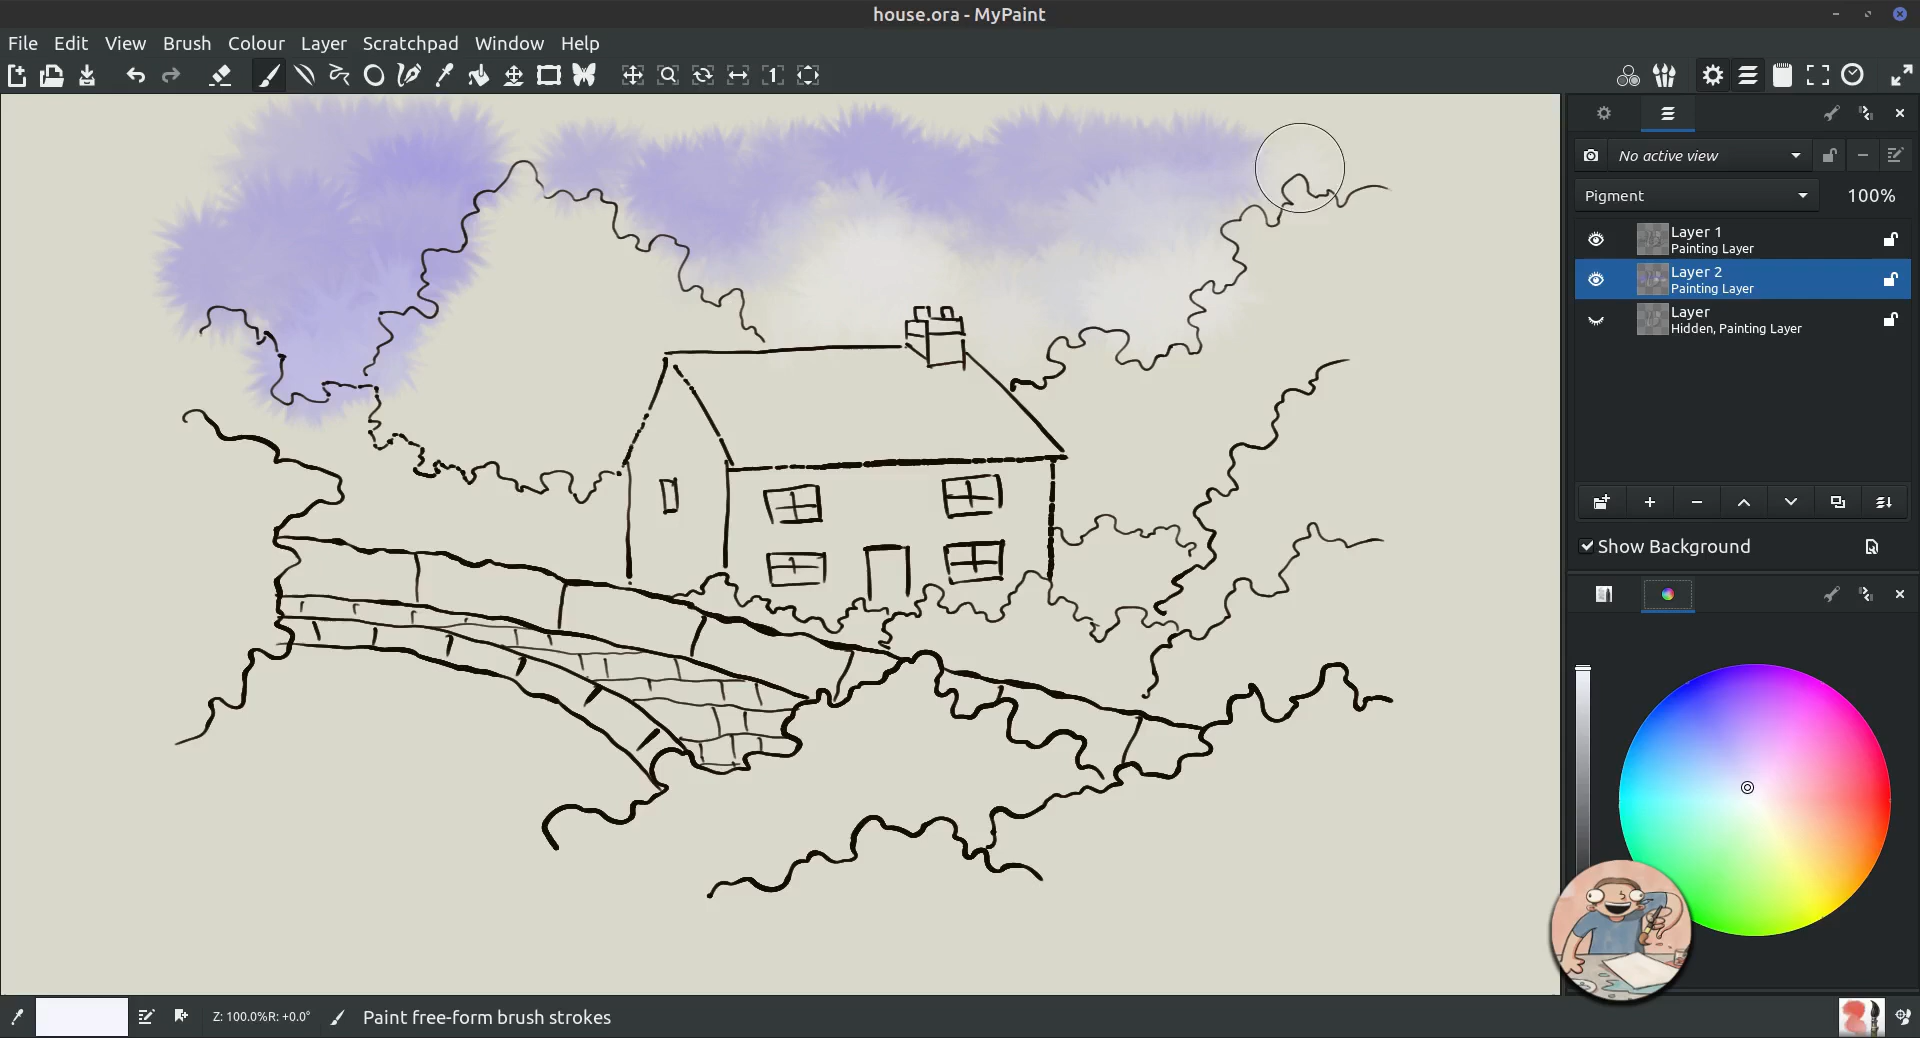 house.ora - MyPaint
File Edit View Brush Colour Layer Scratchpad Window Help
1
No active view
Pigment 100%
Layer 1
Painting Layer
Layer 2
Painting Layer
Layer
Hidden, Painting Layer
Show Background
Z: 100.0%R: +0.0° Paint free-form brush strokes